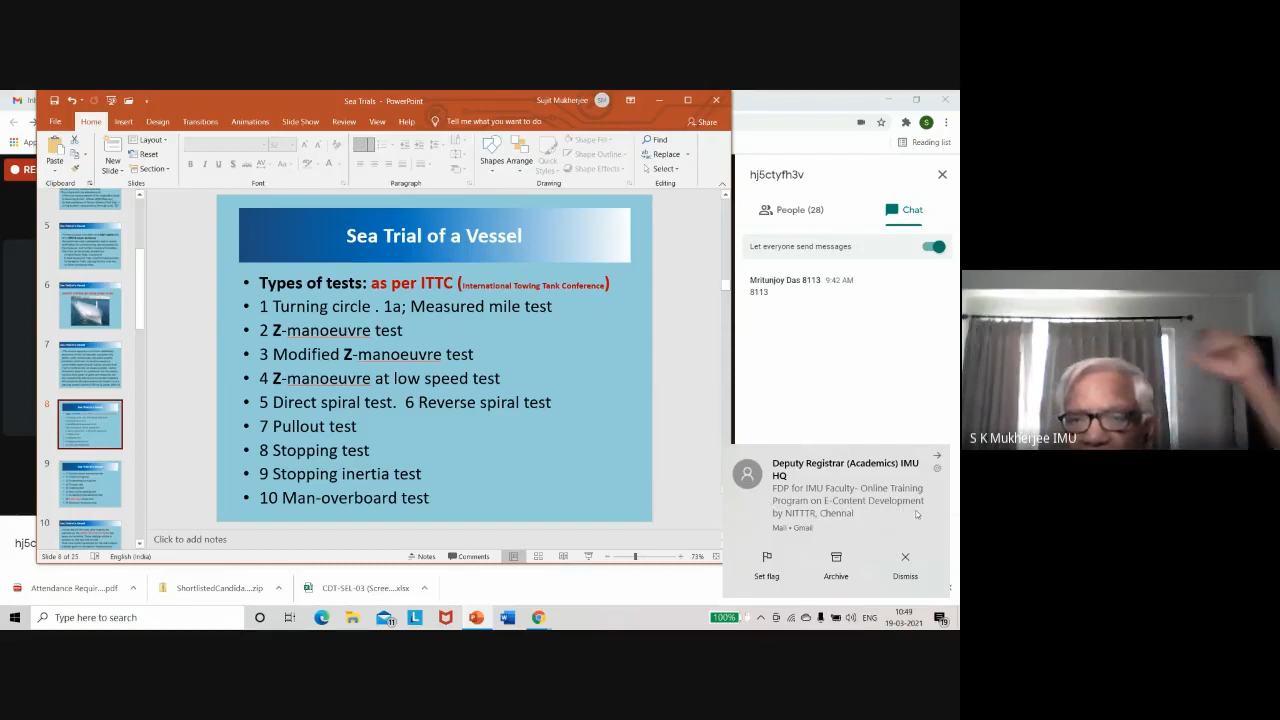 Sea Trials - PowerPoint
Sujit Mukherjee
SM
File Home Insert Design Transitions Animations Slide Show Review View Help Tell me what you want to do
Share
Paste
New
Slide
Layout
Reset
Section
Shapes
Arrange
Quick
Styles
Shape Fill
Shape Outline
Shape Effects
Find
Replace
Select
Clipboard
Slides
Font
Paragraph
Drawing
Editing
Reading list
5
6
7
8
9
10
Sea Trial of a Vessel
• Types of tests: as per ITTC (International Towing Tank Conference)
• 1 Turning circle . 1a; Measured mile test
• 2 Z-manoeuvre test
• 3 Modified Z-manoeuvre test
• 4 Z-manoeuvre at low speed test
• 5 Direct spiral test. 6 Reverse spiral test
• 7 Pullout test
• 8 Stopping test
• 9 Stopping inertia test
• 10 Man-overboard test
Click to add notes
Slide 8 of 25
English (India)
Notes
Comments
73%
hj5ctyfh3v
People (28)
Chat
Let everyone send messages
Mritunjoy Das 8113 9:42 AM
8113
Deputy Registrar (Academics) IMU
HQ
FDP for IMU Faculty- Online Training
Program on E-Content Development
by NITTTR, Chennai
Mail • Gmail
Set flag
Archive
Dismiss
S K Mukherjee IMU
Attendance Requir....pdf
ShortlistedCandida....zip
CDT-SEL-03 (Scree....xlsx
Type here to search
11
100%
ENG
10:49
19-03-2021
19